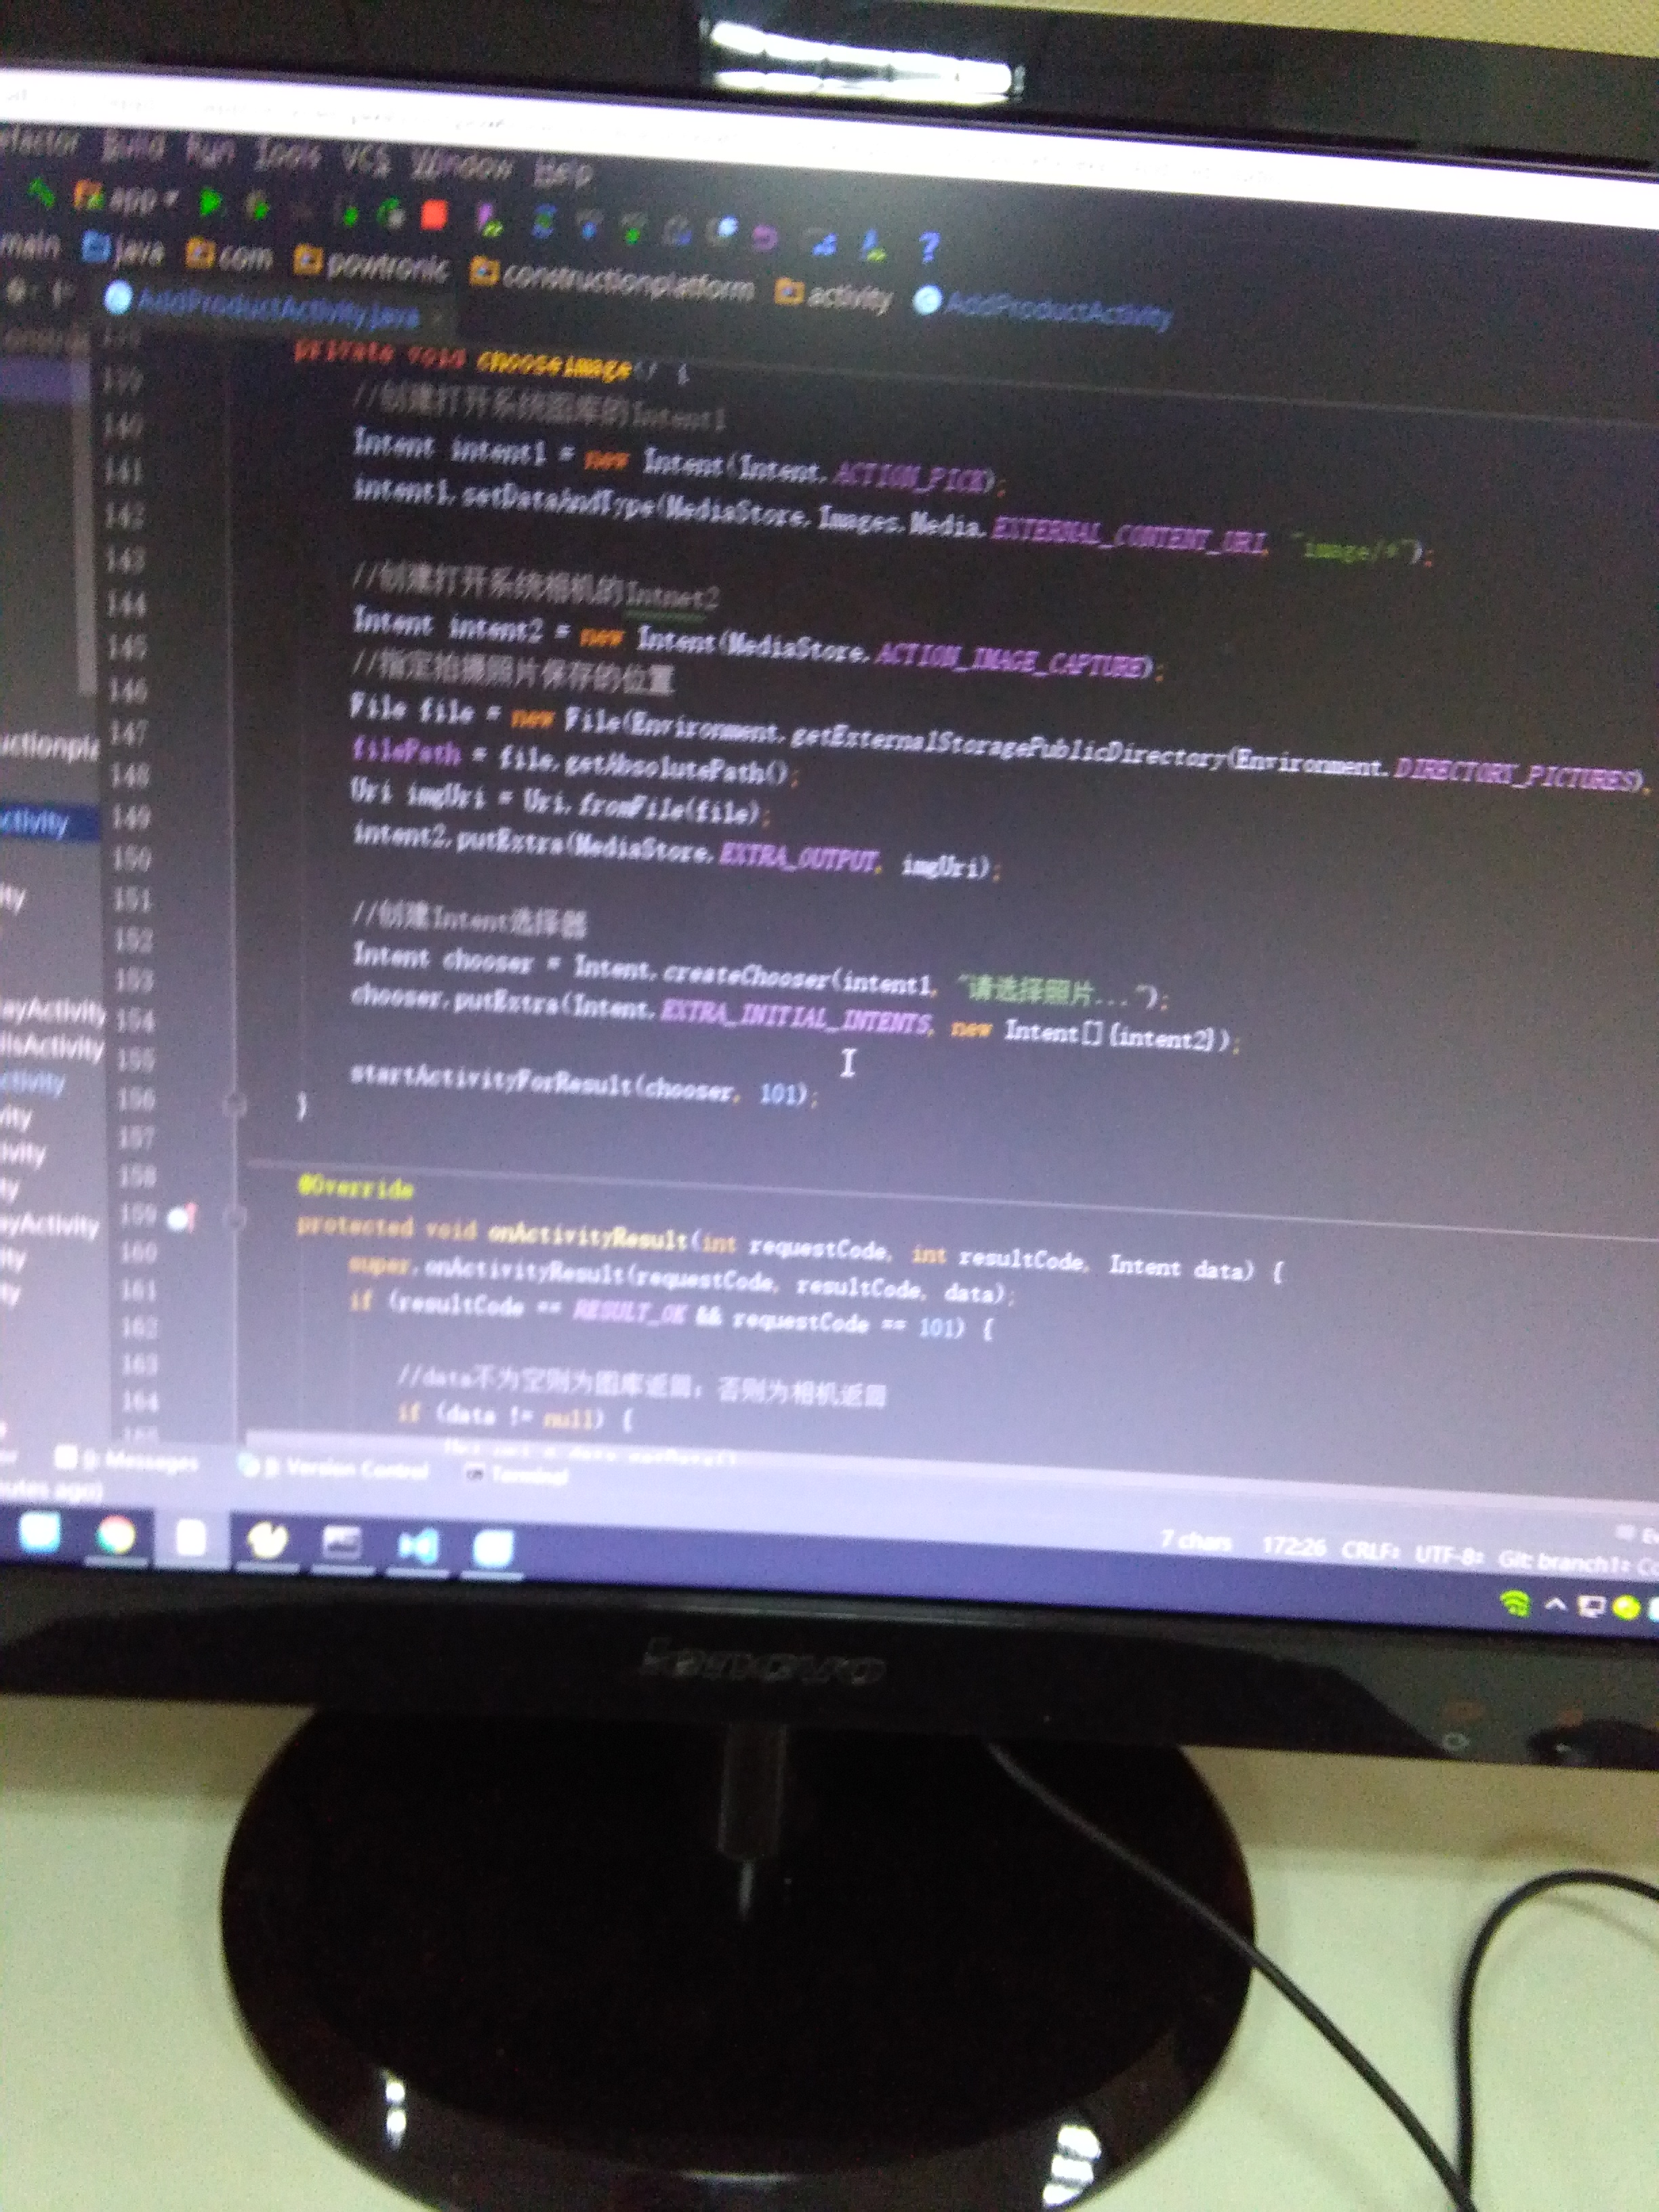 efactor Build Run Tools VCS Window Help
app
main java com powtronic constructionplatform activity AddProductActivity
AddProductActivity.java
139 private void chooseImage() {
140 //创建打开系统图库的Intent1
141 Intent intent1 = new Intent(Intent.ACTION_PICK);
142 intent1.setDataAndType(MediaStore.Images.Media.EXTERNAL_CONTENT_URI, "image/*");
143
144 //创建打开系统相机的Intnet2
145 Intent intent2 = new Intent(MediaStore.ACTION_IMAGE_CAPTURE);
146 //指定拍摄照片保存的位置
147 File file = new File(Environment.getExternalStoragePublicDirectory(Environment.DIRECTORY_PICTURES),
148 filePath = file.getAbsolutePath();
149 Uri imgUri = Uri.fromFile(file);
150 intent2.putExtra(MediaStore.EXTRA_OUTPUT, imgUri);
151
152 //创建Intent选择器
153 Intent chooser = Intent.createChooser(intent1, "请选择照片...");
154 chooser.putExtra(Intent.EXTRA_INITIAL_INTENTS, new Intent[]{intent2});
155
156 startActivityForResult(chooser, 101);
157 }
158
159 @Override
160 protected void onActivityResult(int requestCode, int resultCode, Intent data) {
161 super.onActivityResult(requestCode, resultCode, data);
162 if (resultCode == RESULT_OK && requestCode == 101) {
163
164 //data不为空则为图库返回，否则为相机返回
165 if (data != null) {
uctionpla
ctivity
ity
ayActivity
ilsActivity
ctivity
vity
ivity
ty
ayActivity
ity
ty
Messages 9: Version Control Terminal
utes ago)
7 chars 172:26 CRLF UTF-8 Git: branch1 Co
lenovo